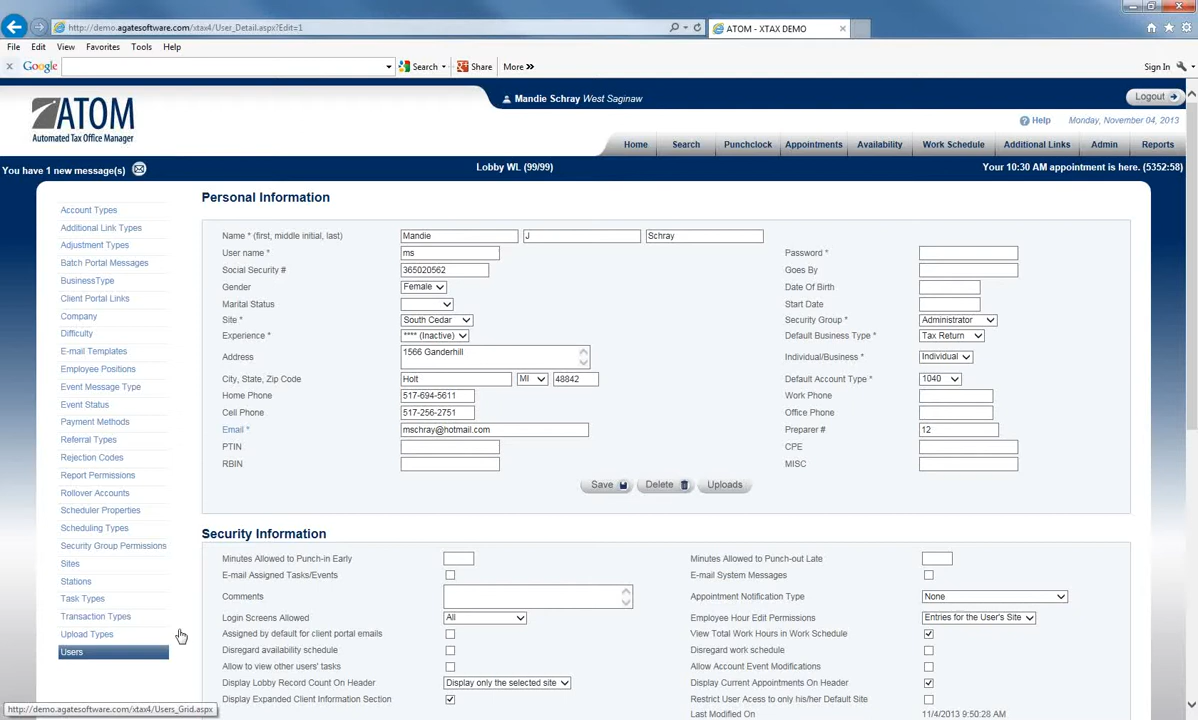 http://demo.agatesoftware.com/xtax4/User_Detail.aspx?Edit=1
ATOM - XTAX DEMO
File Edit View Favorites Tools Help
Google Search Share More » Sign In
ATOM
Automated Tax Office Manager
Mandie Schray West Saginaw
Logout
Help Monday, November 04, 2013
Home Search Punchclock Appointments Availability Work Schedule Additional Links Admin Reports
You have 1 new message(s) Lobby WL (99/99) Your 10:30 AM appointment is here. (5352:58)
Account Types
Additional Link Types
Adjustment Types
Batch Portal Messages
BusinessType
Client Portal Links
Company
Difficulty
E-mail Templates
Employee Positions
Event Message Type
Event Status
Payment Methods
Referral Types
Rejection Codes
Report Permissions
Rollover Accounts
Scheduler Properties
Scheduling Types
Security Group Permissions
Sites
Stations
Task Types
Transaction Types
Upload Types
Users
Personal Information
Name * (first, middle initial, last) Mandie J Schray
User name * ms Password *
Social Security # 365020562 Goes By
Gender Female Date Of Birth
Marital Status Start Date
Site * South Cedar Security Group * Administrator
Experience * **** (Inactive) Default Business Type * Tax Return
Address 1566 Ganderhill Individual/Business * Individual
City, State, Zip Code Holt MI 48842 Default Account Type * 1040
Home Phone 517-694-5611 Work Phone
Cell Phone 517-256-2751 Office Phone
Email * mschray@hotmail.com Preparer # 12
PTIN CPE
RBIN MISC
Save Delete Uploads
Security Information
Minutes Allowed to Punch-in Early Minutes Allowed to Punch-out Late
E-mail Assigned Tasks/Events E-mail System Messages
Comments Appointment Notification Type None
Login Screens Allowed All Employee Hour Edit Permissions Entries for the User's Site
Assigned by default for client portal emails View Total Work Hours in Work Schedule
Disregard availability schedule Disregard work schedule
Allow to view other users' tasks Allow Account Event Modifications
Display Lobby Record Count On Header Display only the selected site Display Current Appointments On Header
Display Expanded Client Information Section Restrict User Acess to only his/her Default Site
Last Modified On 11/4/2013 9:50:28 AM
http://demo.agatesoftware.com/xtax4/Users_Grid.aspx